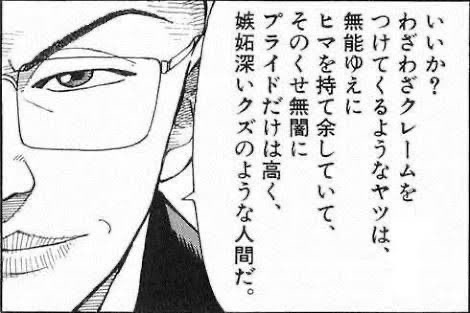 いいか？
わざわざクレームを
つけてくるようなヤツは、
無能ゆえに
ヒマを持て余していて、
そのくせ無闇に
プライドだけは高く、
嫉妬深いクズのような人間だ。